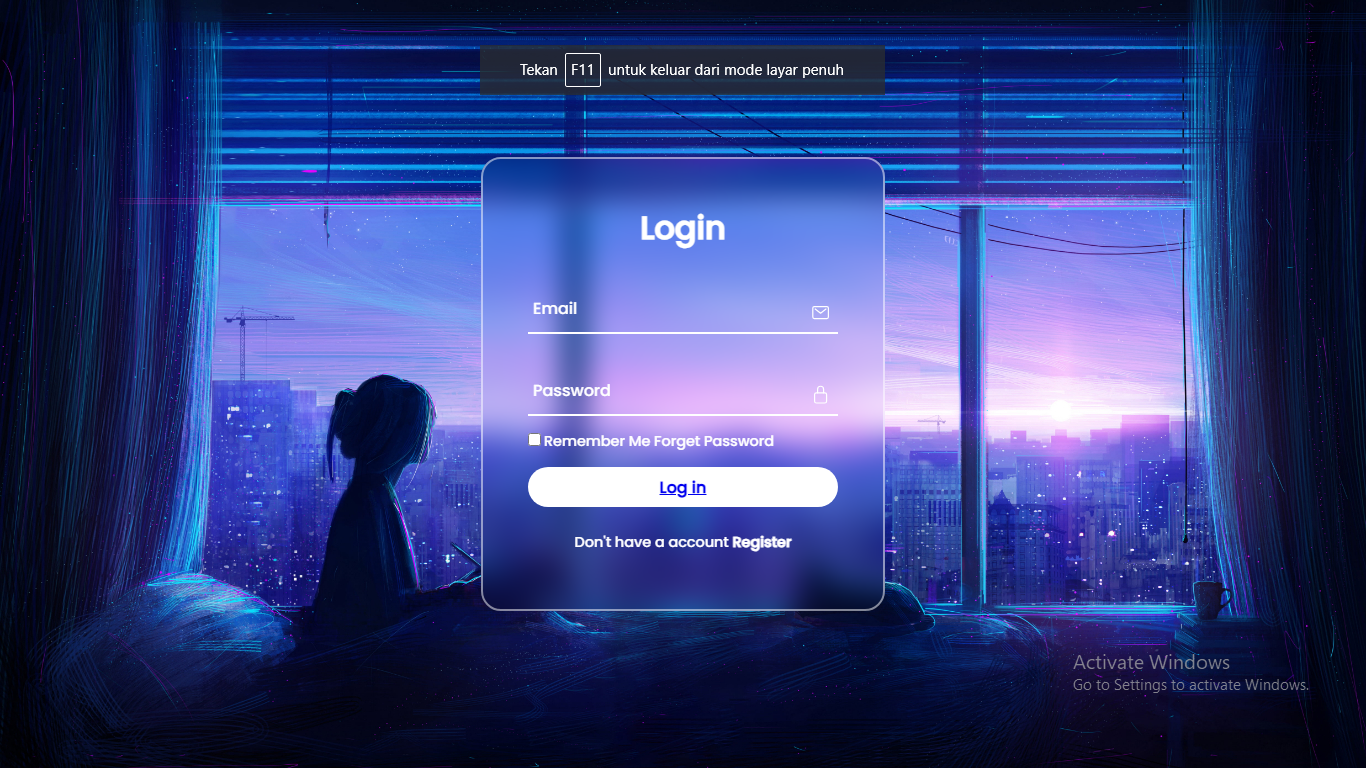 Tekan F11 untuk keluar dari mode layar penuh
Login
Email
Password
Remember Me Forget Password
Log in
Don't have a account Register
Activate Windows
Go to Settings to activate Windows.